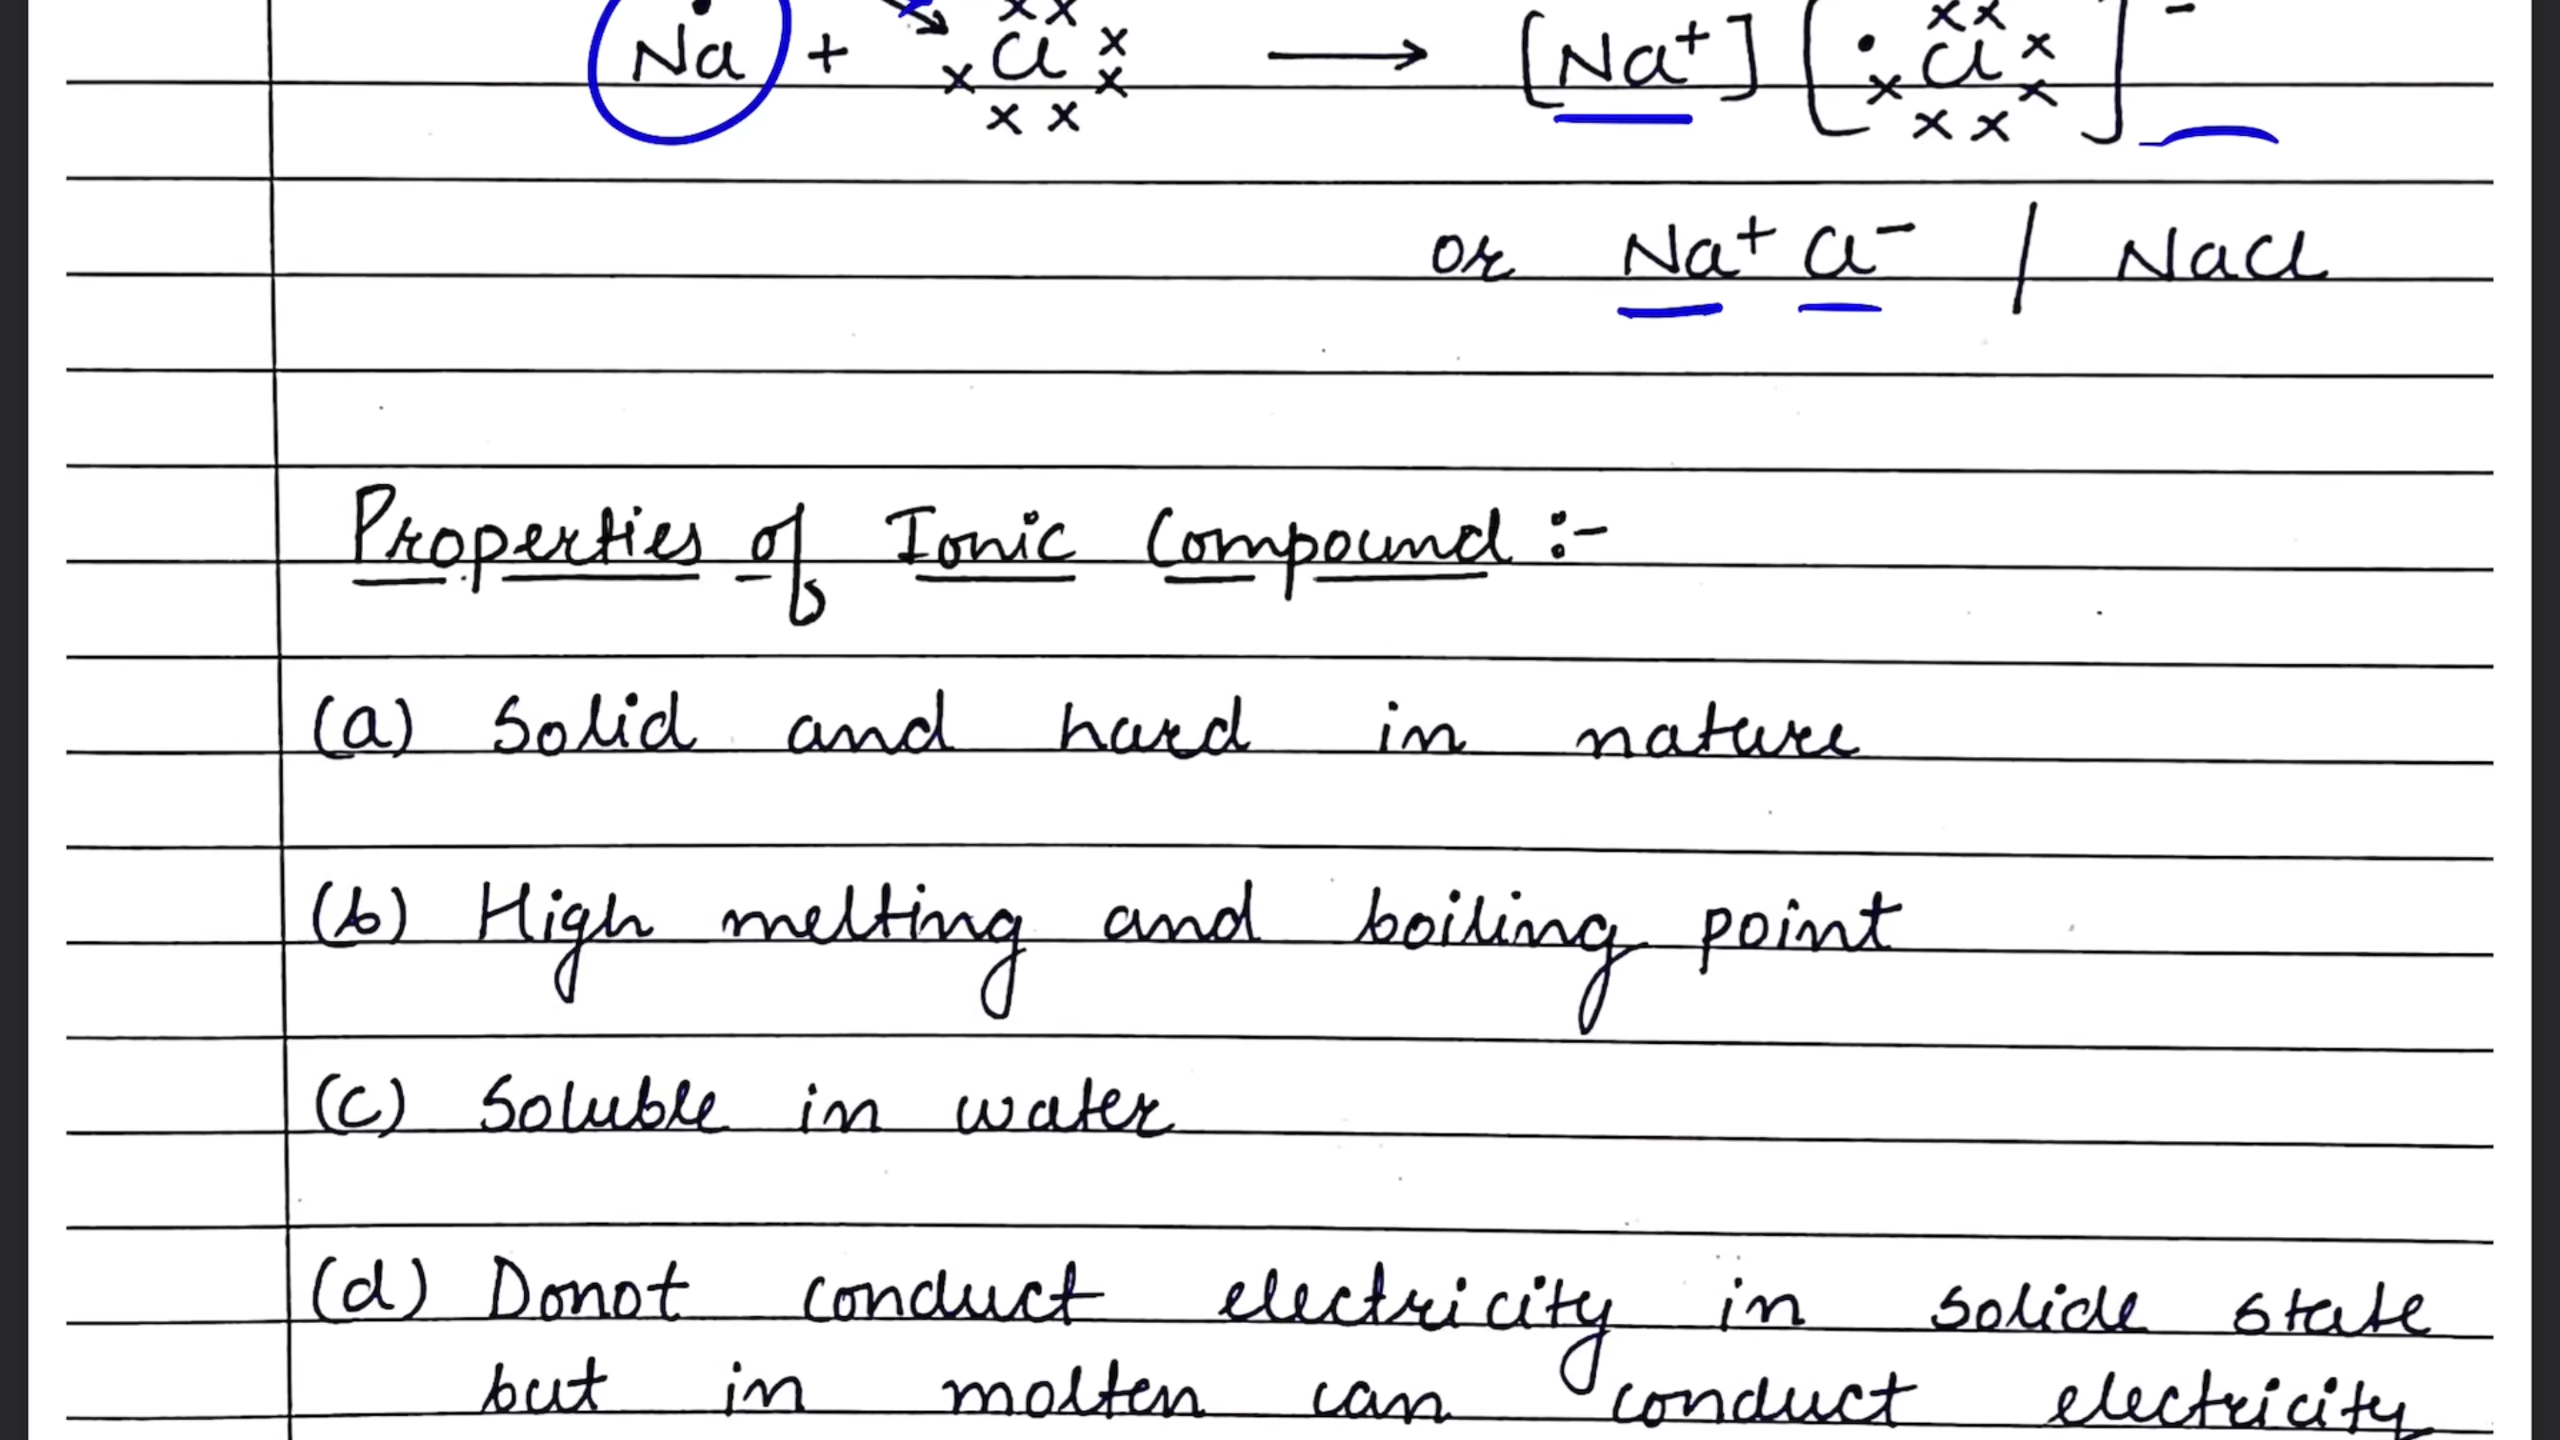 Na + Cl → [Na⁺] [Cl]⁻
or Na⁺ Cl⁻ / NaCl
Properties of Ionic Compound :-
(a) Solid and hard in nature
(b) High melting and boiling point
(c) Soluble in water
(d) Donot conduct electricity in solide state
but in molten can conduct electricity